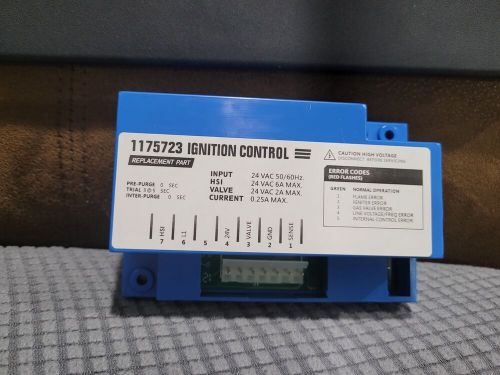 1175723 IGNITION CONTROL
REPLACEMENT PART
INPUT 24 VAC 50/60Hz.
HSI 24 VAC 6A MAX.
VALVE 24 VAC 2A MAX.
CURRENT 0.25A MAX.
PRE-PURGE 0 SEC
TRIAL 3@5 SEC
INTER-PURGE 0 SEC
HSI L1 24V VALVE GND SENSE
7 6 5 4 3 2 1
CAUTION HIGH VOLTAGE
DISCONNECT BEFORE SERVICING
ERROR CODES
(RED-FLASHES)
GREEN NORMAL OPERATION
1 FLAME ERROR
2 IGNITER ERROR
3 GAS VALVE ERROR
4 LINE VOLTAGE/FREQ ERROR
5 INTERNAL CONTROL ERROR